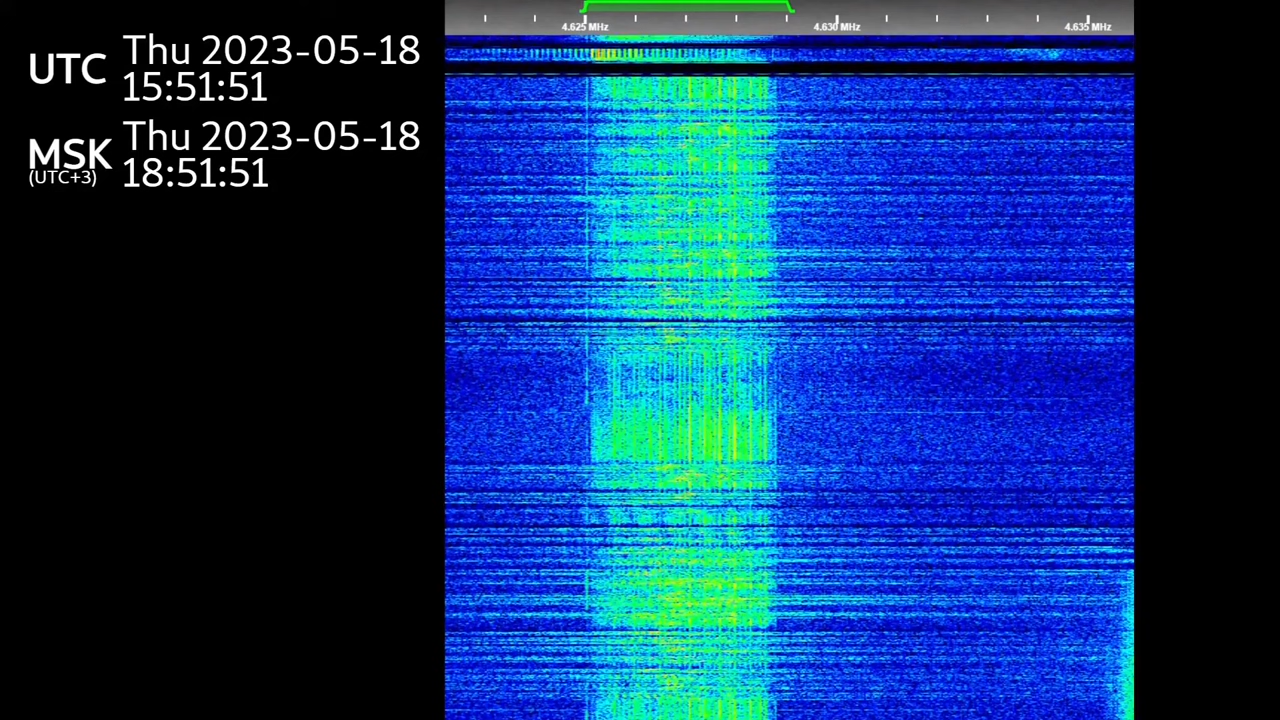 UTC
Thu 2023-05-18
15:51:51
MSK
(UTC+3)
Thu 2023-05-18
18:51:51
4.625 MHz
4.630 MHz
4.635 MHz